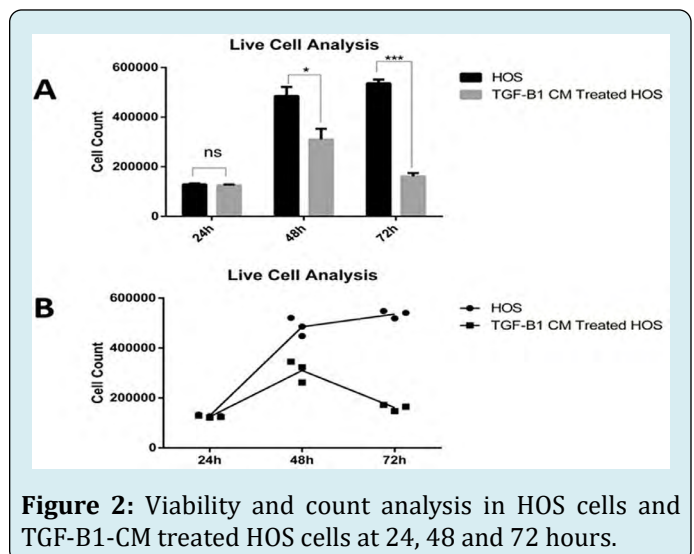 Live Cell Analysis
A
Cell Count
600000
400000
200000
0
ns
*
***
24h
48h
72h
HOS
TGF-B1 CM Treated HOS
Live Cell Analysis
B
Cell Count
600000
400000
200000
0
24h
48h
72h
HOS
TGF-B1 CM Treated HOS
Figure 2: Viability and count analysis in HOS cells and
TGF-B1-CM treated HOS cells at 24, 48 and 72 hours.